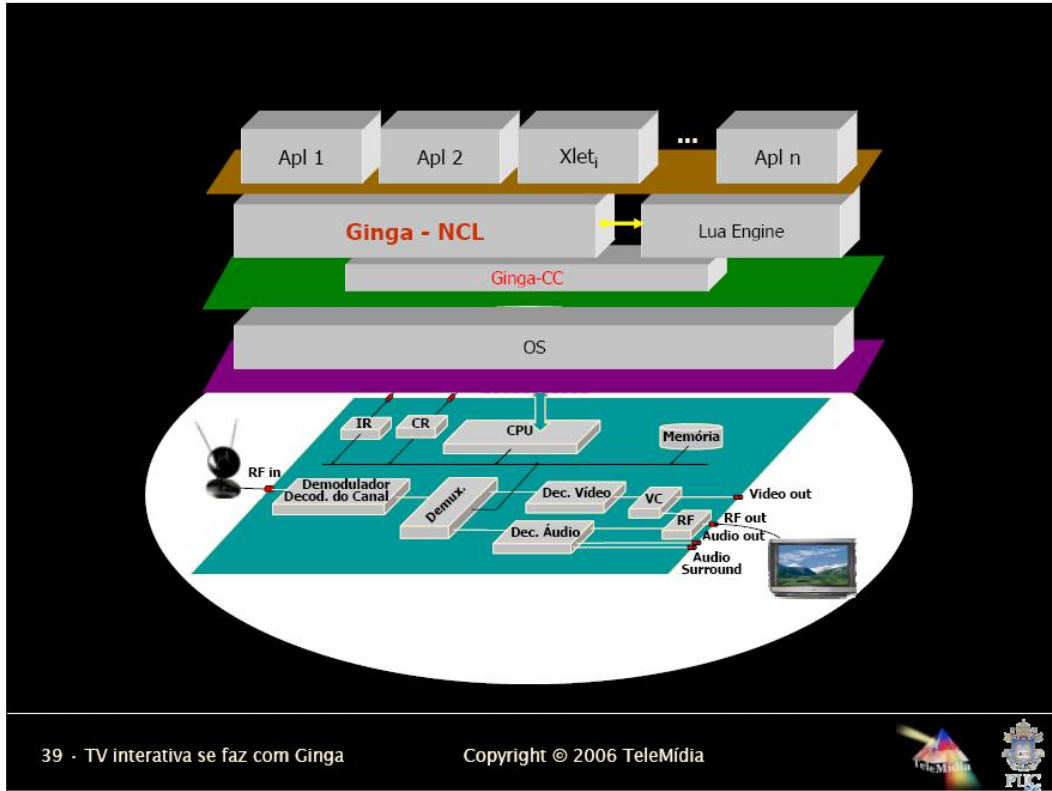 Apl 1
Apl 2
Xletᵢ
...
Apl n
Ginga - NCL
Lua Engine
Ginga-CC
OS
IR
CR
CPU
Memória
RF in
Demodulador
Decod. do Canal
Demux.
Dec. Vídeo
VC
Video out
Dec. Áudio
RF
RF out
Audio out
Audio
Surround
39 · TV interativa se faz com Ginga
Copyright © 2006 TeleMídia
TeleMídia
PUC